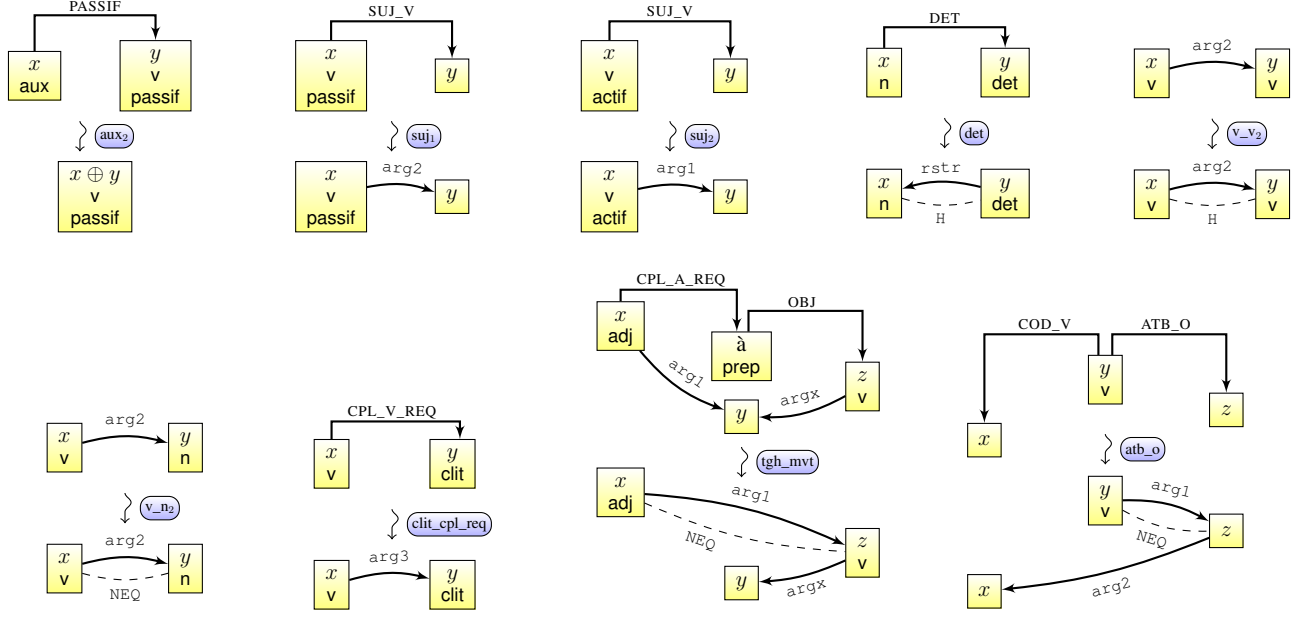 PASSIF
x
aux
y
v
passif
aux₂
x ⊕ y
v
passif
SUJ_V
x
v
passif
y
suj₁
x
v
passif
arg2
y
SUJ_V
x
v
actif
y
suj₂
x
v
actif
arg1
y
DET
x
n
y
det
det
x
n
rstr
H
y
det
x
v
arg2
y
v
v_v₂
x
v
arg2
H
y
v
x
v
arg2
y
n
v_n₂
x
v
arg2
NEQ
y
n
CPL_V_REQ
x
v
y
clit
clit_cpl_req
x
v
arg3
y
clit
CPL_A_REQ
OBJ
x
adj
à
prep
z
v
arg1
argx
y
tgh_mvt
x
adj
arg1
NEQ
z
v
y
argx
COD_V
ATB_O
y
v
x
z
atb_o
y
v
arg1
NEQ
z
x
arg2